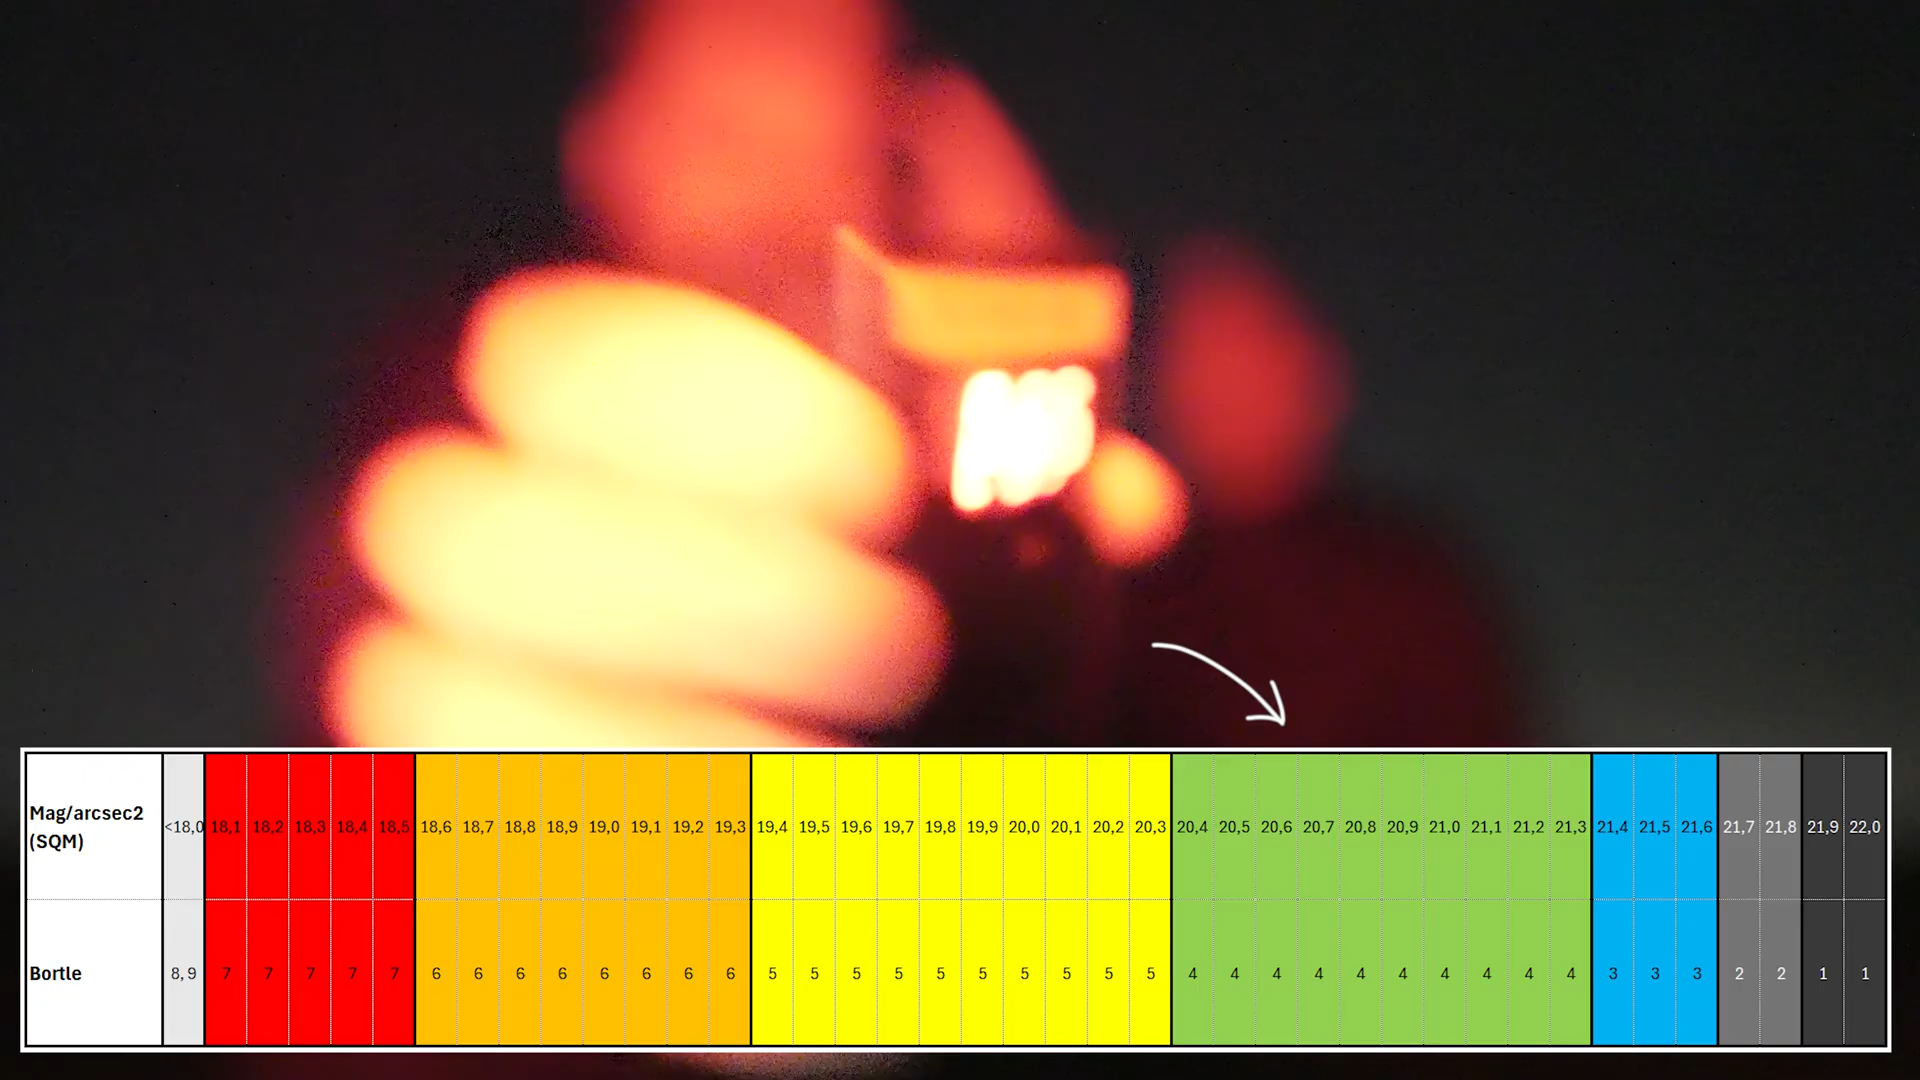 Mag/arcsec2
(SQM)
<18,0 18,1 18,2 18,3 18,4 18,5 18,6 18,7 18,8 18,9 19,0 19,1 19,2 19,3 19,4 19,5 19,6 19,7 19,8 19,9 20,0 20,1 20,2 20,3 20,4 20,5 20,6 20,7 20,8 20,9 21,0 21,1 21,2 21,3 21,4 21,5 21,6 21,7 21,8 21,9 22,0
Bortle 8, 9 7 7 7 7 7 6 6 6 6 6 6 6 6 5 5 5 5 5 5 5 5 5 5 4 4 4 4 4 4 4 4 4 4 3 3 3 2 2 1 1